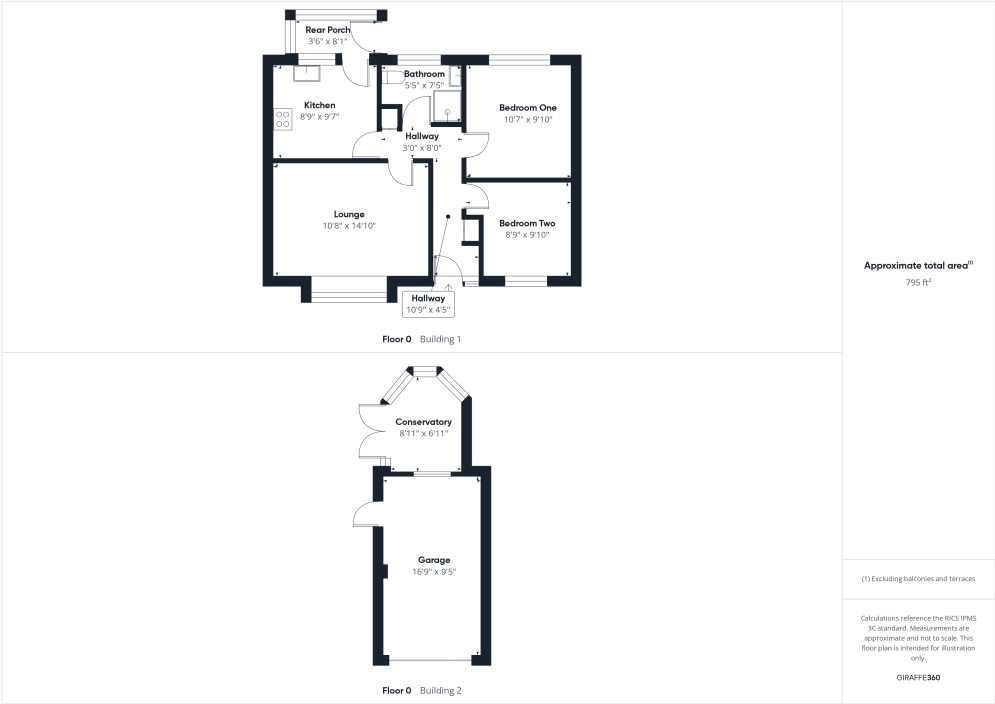 Rear Porch
3'6" x 8'1"
Bathroom
5'5" x 7'5"
Kitchen
8'9" x 9'7"
Bedroom One
10'7" x 9'10"
Hallway
3'0" x 8'0"
Lounge
10'8" x 14'10"
Bedroom Two
8'9" x 9'10"
Hallway
10'9" x 4'5"
Floor 0 Building 1
Conservatory
8'11" x 6'11"
Garage
16'9" x 9'5"
Floor 0 Building 2
Approximate total area(1)
795 ft²
(1) Excluding balconies and terraces
Calculations reference the RICS IPMS
3C standard. Measurements are
approximate and not to scale. This
floor plan is intended for illustration
only.
GIRAFFE360